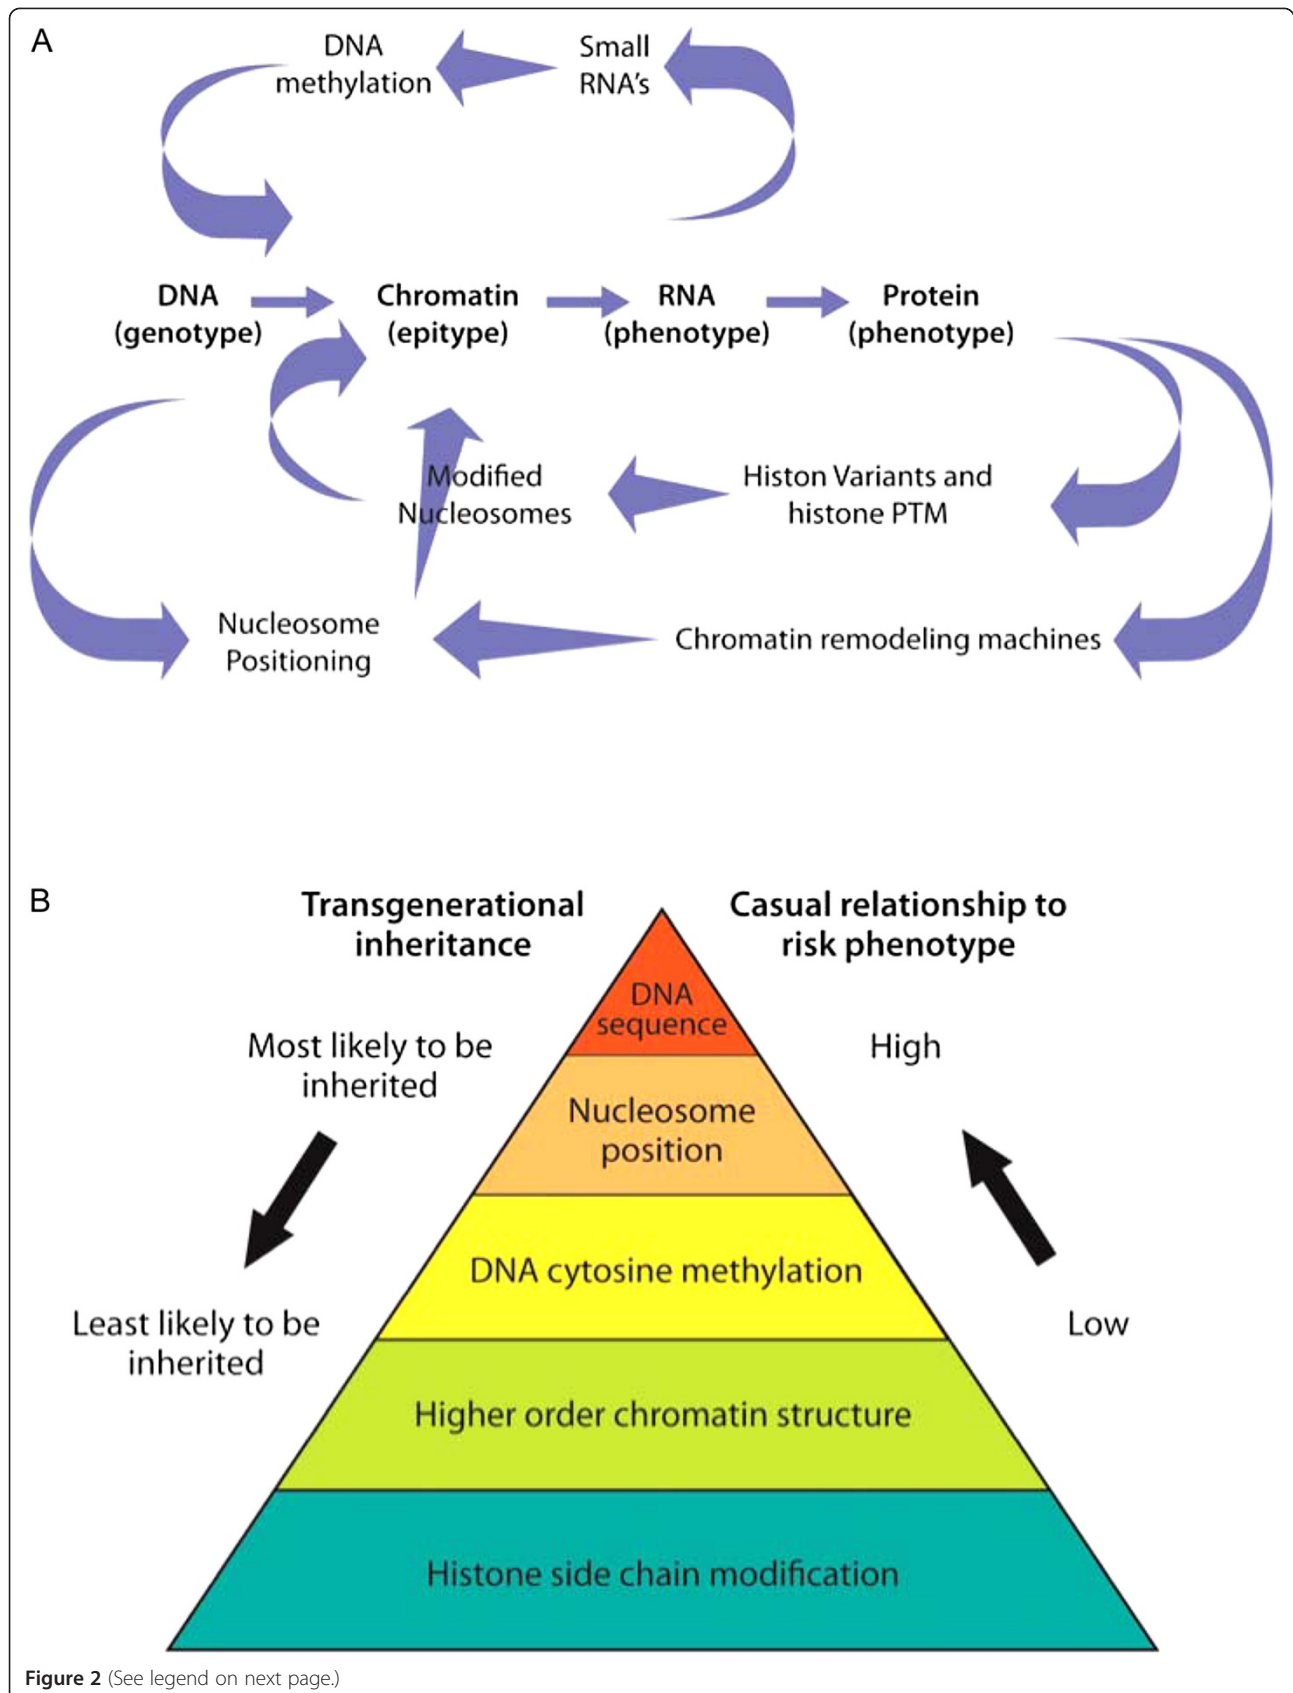 A
DNA
methylation
Small
RNA's
DNA
(genotype)
Chromatin
(epitype)
RNA
(phenotype)
Protein
(phenotype)
Modified
Nucleosomes
Histon Variants and
histone PTM
Nucleosome
Positioning
Chromatin remodeling machines
B
Transgenerational
inheritance
Casual relationship to
risk phenotype
DNA
sequence
Most likely to be
inherited
High
Nucleosome
position
DNA cytosine methylation
Least likely to be
inherited
Low
Higher order chromatin structure
Histone side chain modification
Figure 2 (See legend on next page.)